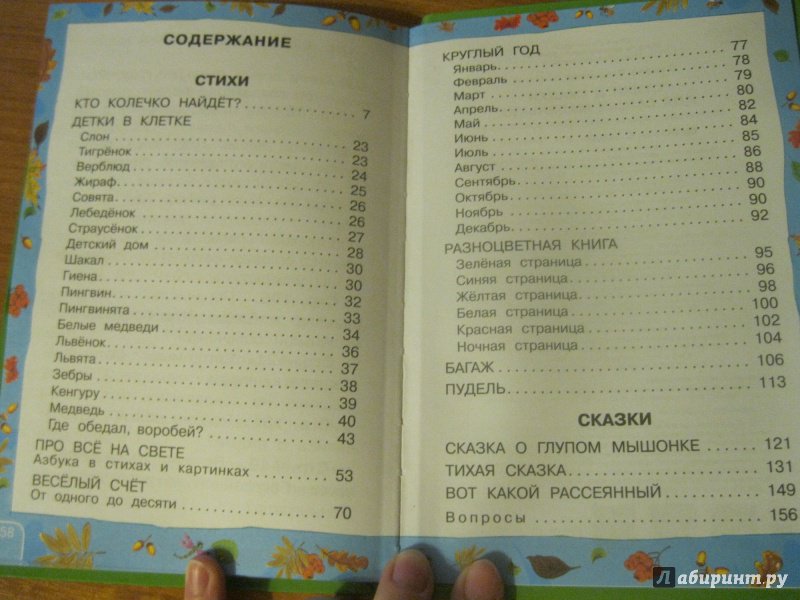 СОДЕРЖАНИЕ
СТИХИ
КТО КОЛЕЧКО НАЙДЁТ? 7
ДЕТКИ В КЛЕТКЕ
Слон 23
Тигрёнок 23
Верблюд 24
Жираф 25
Совята 26
Лебедёнок 26
Страусёнок 27
Детский дом 28
Шакал 30
Гиена 30
Пингвин 32
Пингвинята 33
Белые медведи 34
Львёнок 36
Львята 37
Зебры 38
Кенгуру 39
Медведь 40
Где обедал, воробей? 43
ПРО ВСЁ НА СВЕТЕ
Азбука в стихах и картинках 53
ВЕСЁЛЫЙ СЧЁТ
От одного до десяти 70
58
КРУГЛЫЙ ГОД
Январь 77
Февраль 78
Март 79
Апрель 80
Май 82
Июнь 84
Июль 85
Август 86
Сентябрь 88
Октябрь 90
Ноябрь 90
Декабрь 92
РАЗНОЦВЕТНАЯ КНИГА
Зелёная страница 95
Синяя страница 96
Жёлтая страница 98
Белая страница 100
Красная страница 102
Ночная страница 104
БАГАЖ 106
ПУДЕЛЬ 113
СКАЗКИ
СКАЗКА О ГЛУПОМ МЫШОНКЕ 121
ТИХАЯ СКАЗКА 131
ВОТ КАКОЙ РАССЕЯННЫЙ 149
Вопросы 156
Лабиринт.ру